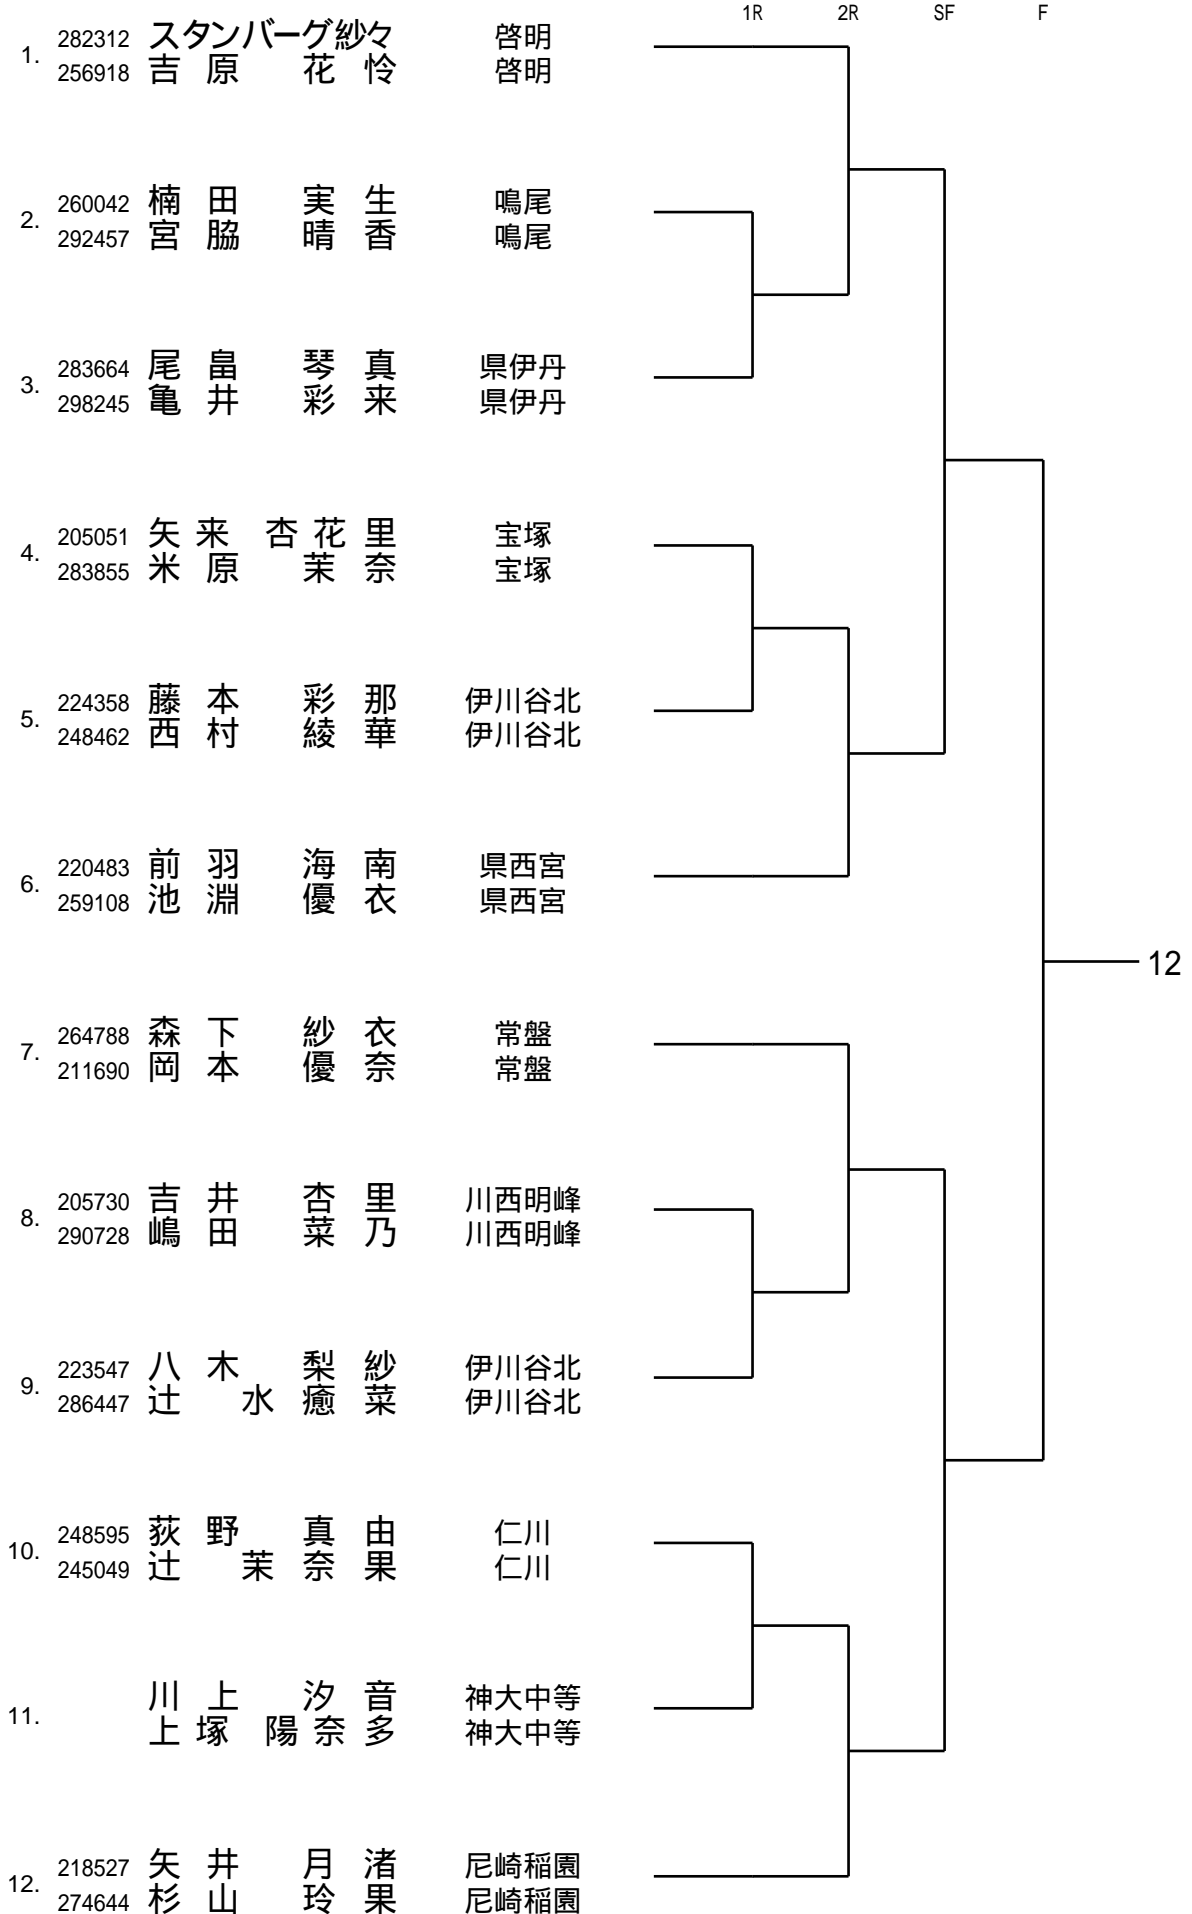 1R 2R SF F
1. 282312 スタンバーグ紗々 啓明
256918 吉原 花怜 啓明
2. 260042 楠田 実生 鳴尾
292457 宮脇 晴香 鳴尾
3. 283664 尾畠 琴真 県伊丹
298245 亀井 彩来 県伊丹
4. 205051 矢来 杏花里 宝塚
283855 米原 茉奈 宝塚
5. 224358 藤本 彩那 伊川谷北
248462 西村 綾華 伊川谷北
6. 220483 前羽 海南 県西宮
259108 池淵 優衣 県西宮
12
7. 264788 森下 紗衣 常盤
211690 岡本 優奈 常盤
8. 205730 吉井 杏里 川西明峰
290728 嶋田 菜乃 川西明峰
9. 223547 八木 梨紗 伊川谷北
286447 辻 水癒菜 伊川谷北
10. 248595 荻野 真由 仁川
245049 辻 茉奈果 仁川
11. 川上 汐音 神大中等
上塚 陽奈多 神大中等
12. 218527 矢井 月渚 尼崎稲園
274644 杉山 玲果 尼崎稲園